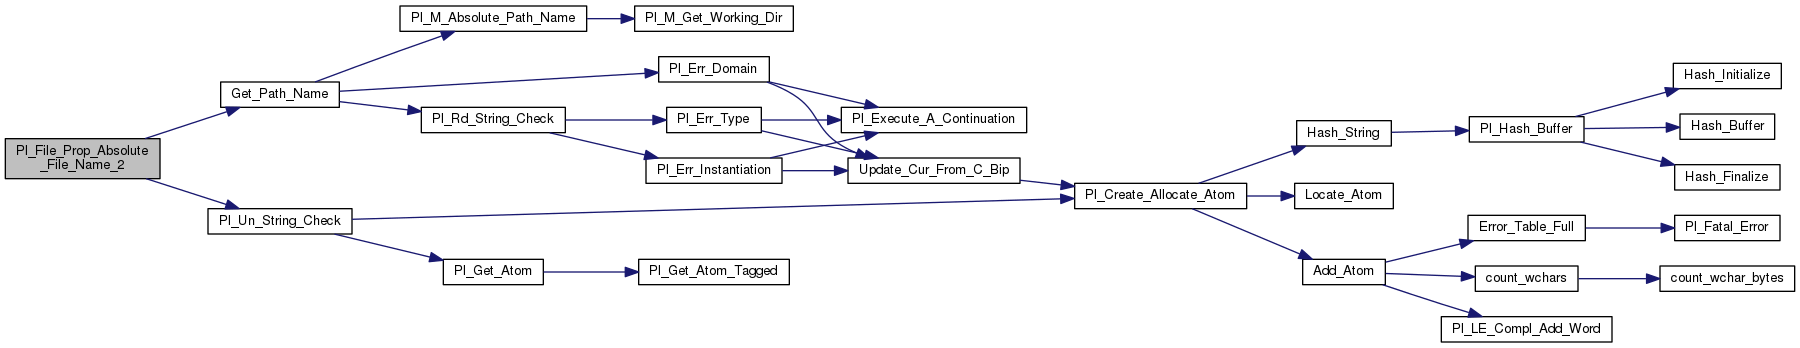 Pl_File_Prop_Absolute
_File_Name_2
Get_Path_Name
Pl_M_Absolute_Path_Name
Pl_M_Get_Working_Dir
Pl_Err_Domain
Pl_Rd_String_Check
Pl_Err_Type
Pl_Execute_A_Continuation
Pl_Err_Instantiation
Update_Cur_From_C_Bip
Pl_Un_String_Check
Pl_Get_Atom
Pl_Get_Atom_Tagged
Pl_Create_Allocate_Atom
Hash_String
Pl_Hash_Buffer
Hash_Initialize
Hash_Buffer
Hash_Finalize
Locate_Atom
Add_Atom
Error_Table_Full
Pl_Fatal_Error
count_wchars
count_wchar_bytes
Pl_LE_Compl_Add_Word